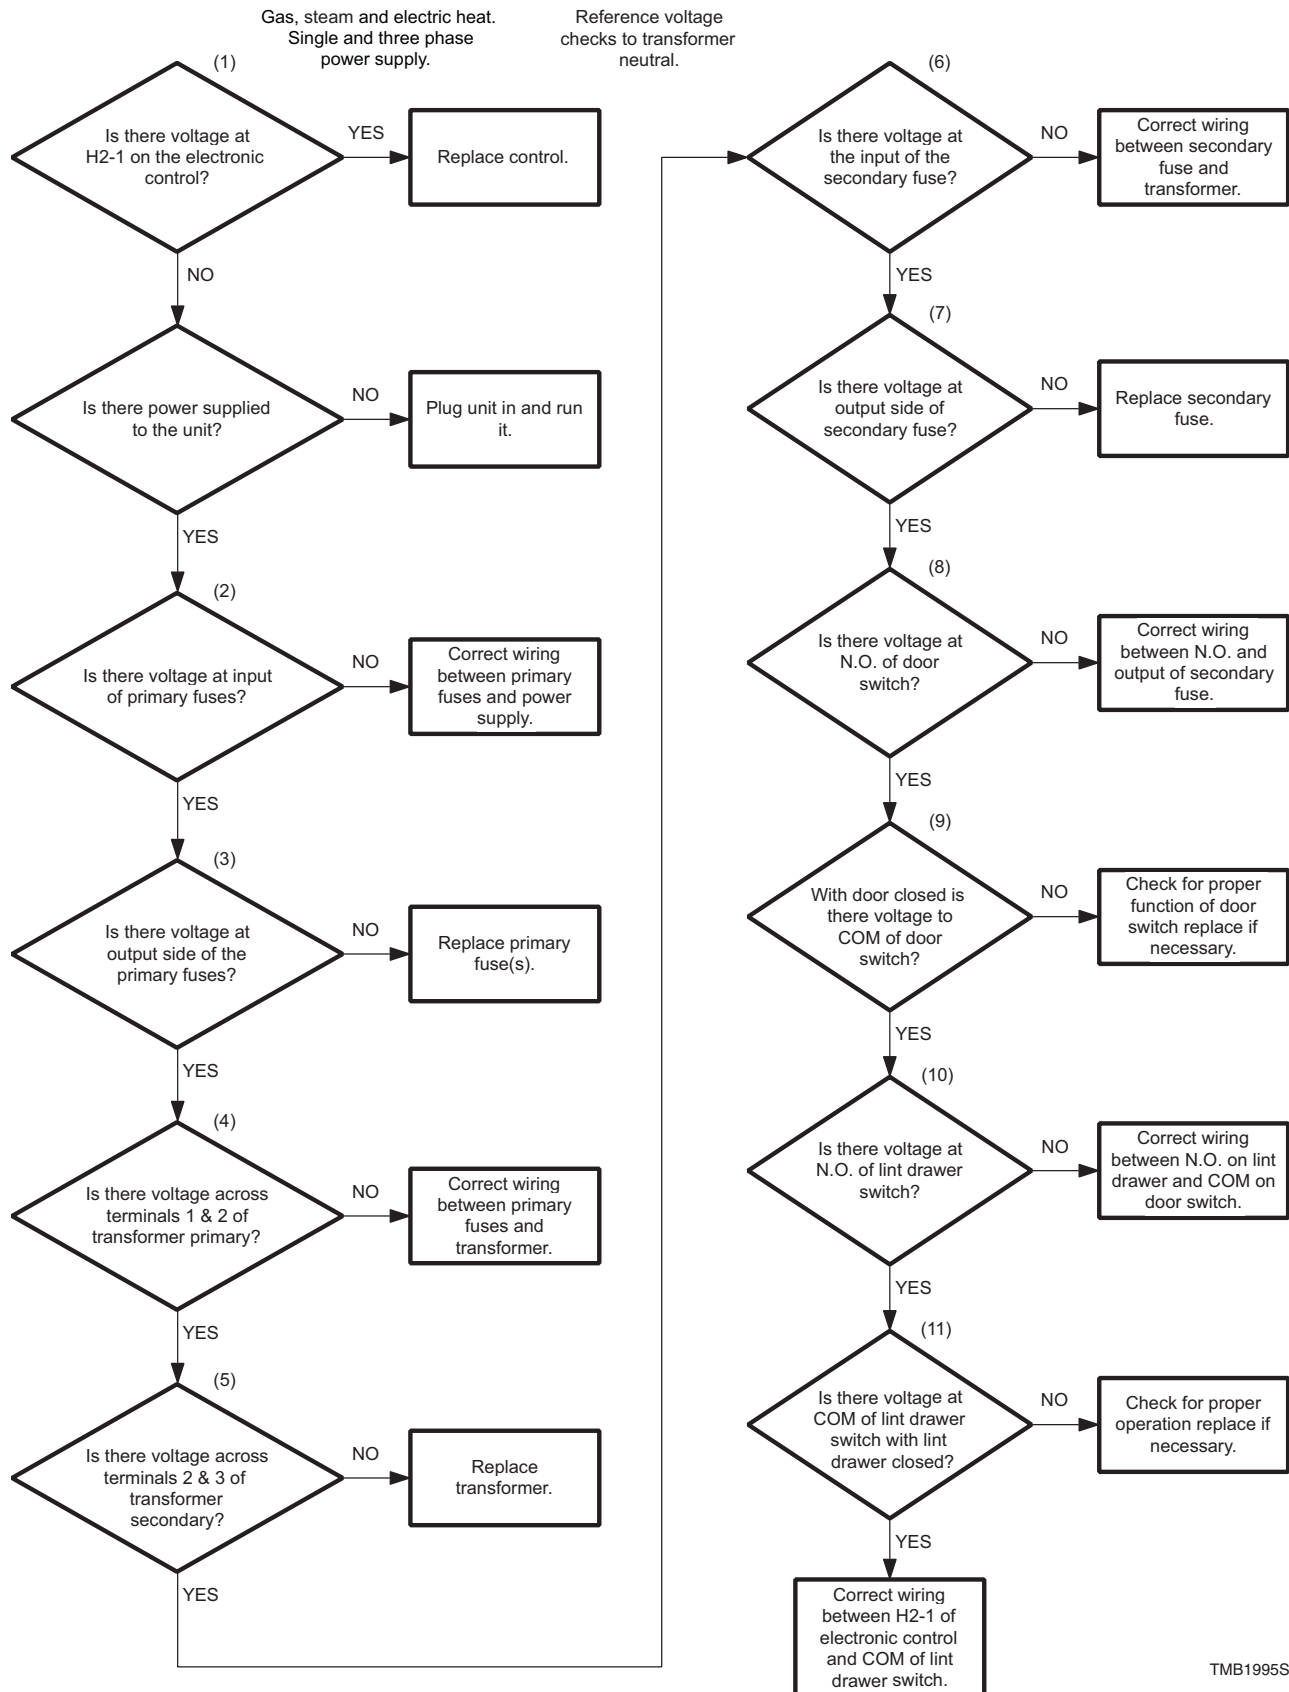 Gas, steam and electric heat.
Single and three phase
power supply.
Reference voltage
checks to transformer
neutral.
(1)
Is there voltage at
H2-1 on the electronic
control?
YES
Replace control.
NO
Is there power supplied
to the unit?
NO
Plug unit in and run
it.
YES
(2)
Is there voltage at input
of primary fuses?
NO
Correct wiring
between primary
fuses and power
supply.
YES
(3)
Is there voltage at
output side of the
primary fuses?
NO
Replace primary
fuse(s).
YES
(4)
Is there voltage across
terminals 1 & 2 of
transformer primary?
NO
Correct wiring
between primary
fuses and
transformer.
YES
(5)
Is there voltage across
terminals 2 & 3 of
transformer
secondary?
NO
Replace
transformer.
YES
(6)
Is there voltage at
the input of the
secondary fuse?
NO
Correct wiring
between secondary
fuse and
transformer.
YES
(7)
Is there voltage at
output side of
secondary fuse?
NO
Replace secondary
fuse.
YES
(8)
Is there voltage at
N.O. of door
switch?
NO
Correct wiring
between N.O. and
output of secondary
fuse.
YES
(9)
With door closed is
there voltage to
COM of door
switch?
NO
Check for proper
function of door
switch replace if
necessary.
YES
(10)
Is there voltage at
N.O. of lint drawer
switch?
NO
Correct wiring
between N.O. on lint
drawer and COM on
door switch.
YES
(11)
Is there voltage at
COM of lint drawer
switch with lint
drawer closed?
NO
Check for proper
operation replace if
necessary.
YES
Correct wiring
between H2-1 of
electronic control
and COM of lint
drawer switch.
TMB1995S